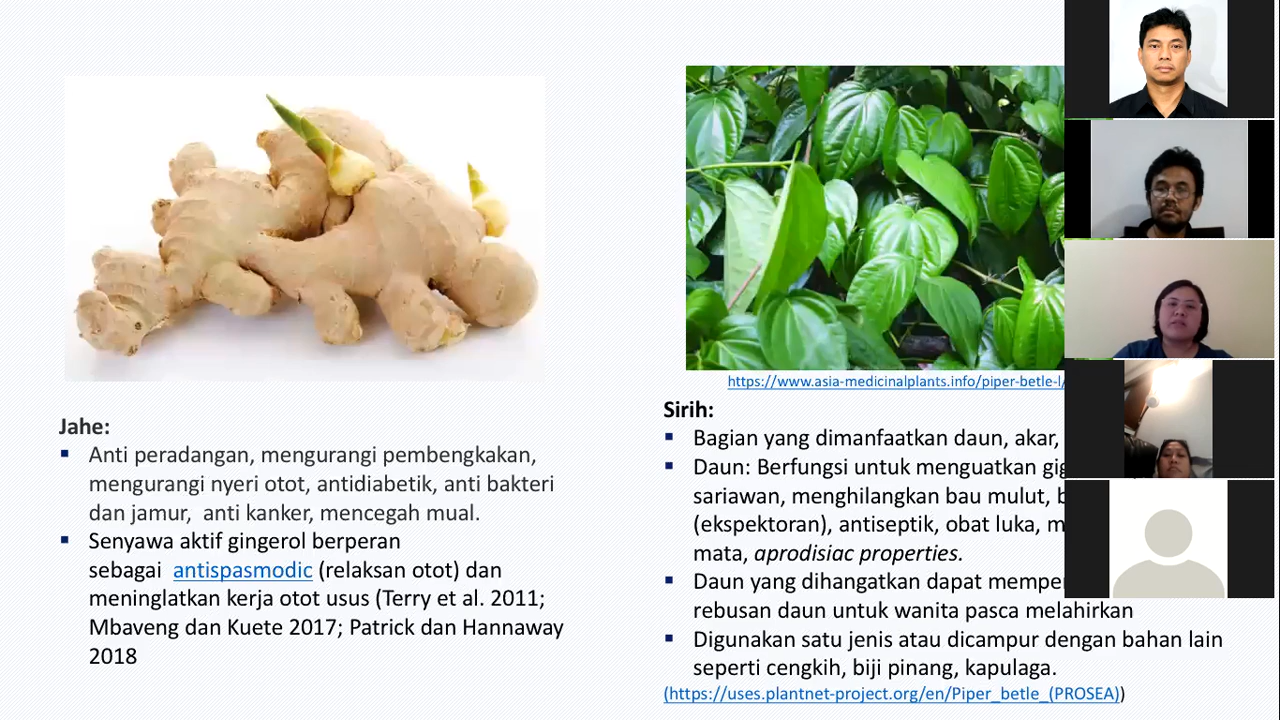 Jahe:
▪ Anti peradangan, mengurangi pembengkakan,
mengurangi nyeri otot, antidiabetik, anti bakteri
dan jamur, anti kanker, mencegah mual.
▪ Senyawa aktif gingerol berperan
sebagai antispasmodic (relaksan otot) dan
meninglatkan kerja otot usus (Terry et al. 2011;
Mbaveng dan Kuete 2017; Patrick dan Hannaway
2018
https://www.asia-medicinalplants.info/piper-betle-l/
Sirih:
▪ Bagian yang dimanfaatkan daun, akar,
▪ Daun: Berfungsi untuk menguatkan
sariawan, menghilangkan bau mulut,
(ekspektoran), antiseptik, obat luka,
mata, aprodisiac properties.
▪ Daun yang dihangatkan dapat
rebusan daun untuk wanita pasca melahirkan
▪ Digunakan satu jenis atau dicampur dengan bahan lain
seperti cengkih, biji pinang, kapulaga.
(https://uses.plantnet-project.org/en/Piper_betle_(PROSEA))